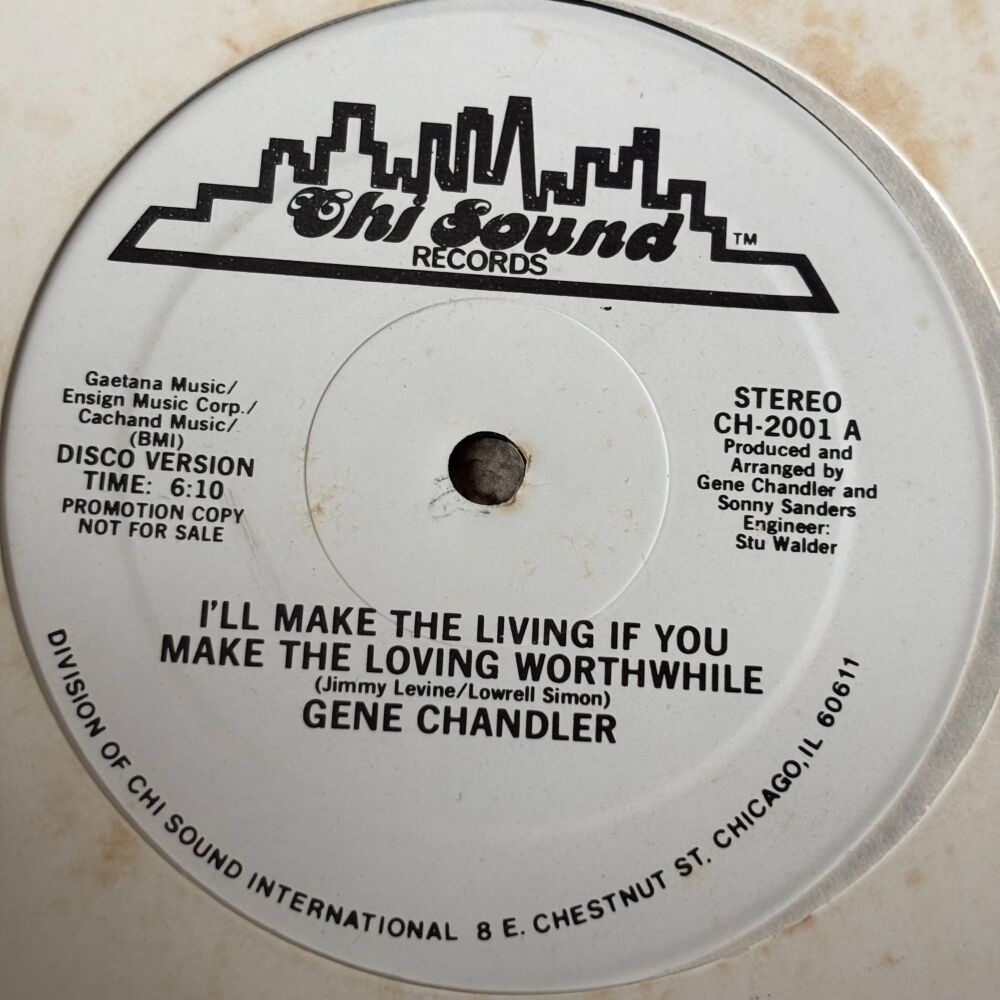 Chi Sound
RECORDS
TM
Gaetana Music/
Ensign Music Corp./
Cachand Music/
(BMI)
DISCO VERSION
TIME: 6:10
PROMOTION COPY
NOT FOR SALE
STEREO
CH-2001 A
Produced and
Arranged by
Gene Chandler and
Sonny Sanders
Engineer:
Stu Walder
I'LL MAKE THE LIVING IF YOU
MAKE THE LOVING WORTHWHILE
(Jimmy Levine/Lowrell Simon)
GENE CHANDLER
DIVISION OF CHI SOUND INTERNATIONAL 8 E. CHESTNUT ST. CHICAGO, IL 60611